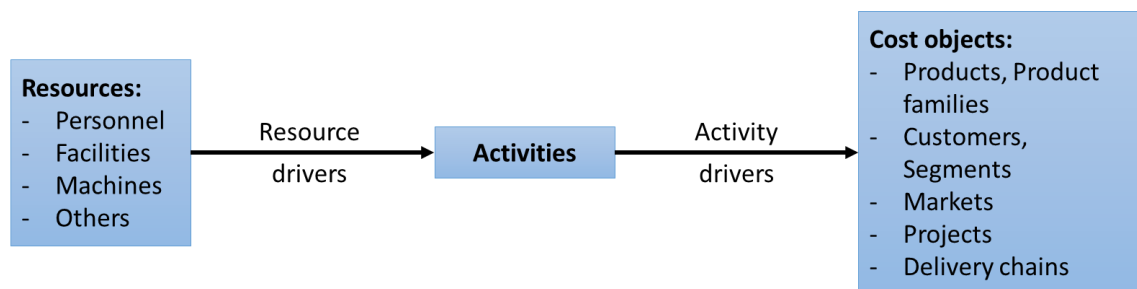 Resources:
- Personnel
- Facilities
- Machines
- Others
Resource
drivers
Activities
Activity
drivers
Cost objects:
- Products, Product
families
- Customers,
Segments
- Markets
- Projects
- Delivery chains